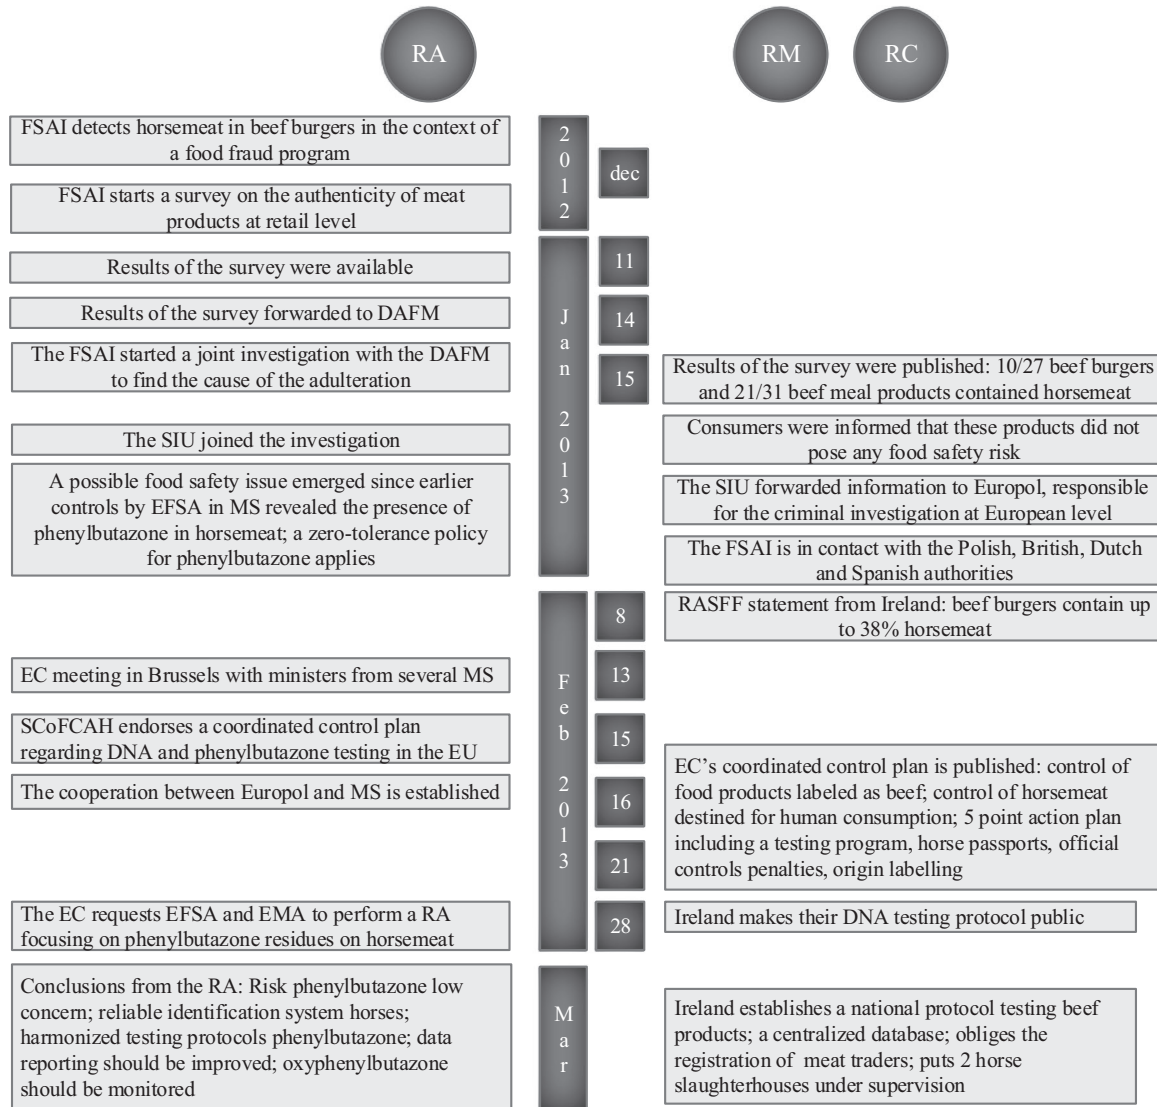 RA
RM
RC
FSAI detects horsemeat in beef burgers in the context of
a food fraud program
FSAI starts a survey on the authenticity of meat
products at retail level
2012
dec
Results of the survey were available
Results of the survey forwarded to DAFM
The FSAI started a joint investigation with the DAFM
to find the cause of the adulteration
The SIU joined the investigation
A possible food safety issue emerged since earlier
controls by EFSA in MS revealed the presence of
phenylbutazone in horsemeat; a zero-tolerance policy
for phenylbutazone applies
Jan 2013
11
14
15
Results of the survey were published: 10/27 beef burgers
and 21/31 beef meal products contained horsemeat
Consumers were informed that these products did not
pose any food safety risk
The SIU forwarded information to Europol, responsible
for the criminal investigation at European level
The FSAI is in contact with the Polish, British, Dutch
and Spanish authorities
EC meeting in Brussels with ministers from several MS
SCoFCAH endorses a coordinated control plan
regarding DNA and phenylbutazone testing in the EU
The cooperation between Europol and MS is established
The EC requests EFSA and EMA to perform a RA
focusing on phenylbutazone residues on horsemeat
Feb 2013
8
13
15
16
21
28
RASFF statement from Ireland: beef burgers contain up
to 38% horsemeat
EC's coordinated control plan is published: control of
food products labeled as beef; control of horsemeat
destined for human consumption; 5 point action plan
including a testing program, horse passports, official
controls penalties, origin labelling
Ireland makes their DNA testing protocol public
Conclusions from the RA: Risk phenylbutazone low
concern; reliable identification system horses;
harmonized testing protocols phenylbutazone; data
reporting should be improved; oxyphenylbutazone
should be monitored
Mar
Ireland establishes a national protocol testing beef
products; a centralized database; obliges the
registration of meat traders; puts 2 horse
slaughterhouses under supervision